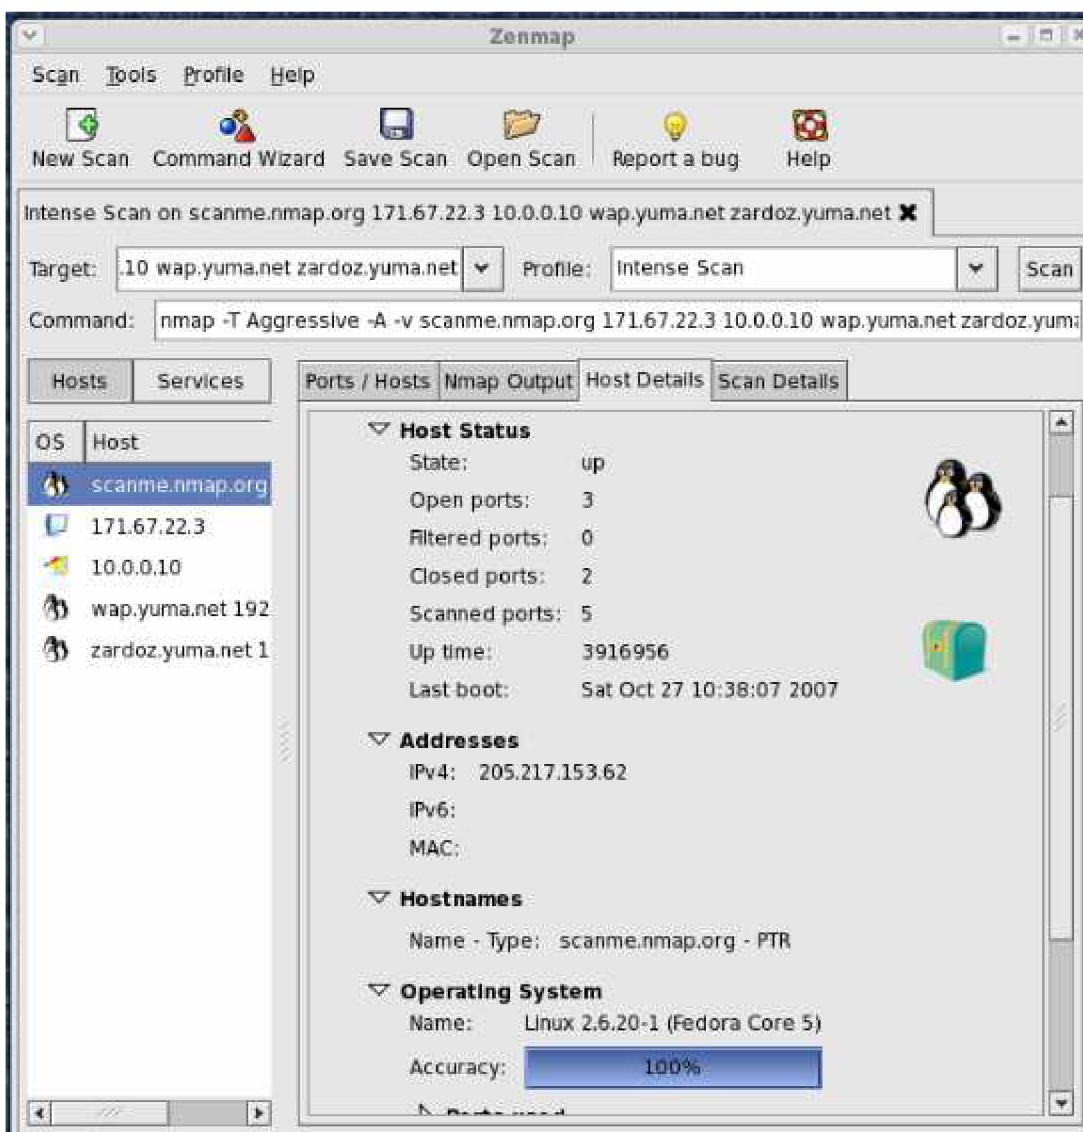 Zenmap
Scan Tools Profile Help
New Scan Command Wizard Save Scan Open Scan Report a bug Help
Intense Scan on scanme.nmap.org 171.67.22.3 10.0.0.10 wap.yuma.net zardoz.yuma.net
Target: .10 wap.yuma.net zardoz.yuma.net Profile: Intense Scan Scan
Command: nmap -T Aggressive -A -v scanme.nmap.org 171.67.22.3 10.0.0.10 wap.yuma.net zardoz.yuma
Hosts Services
OS Host
scanme.nmap.org
171.67.22.3
10.0.0.10
wap.yuma.net 192
zardoz.yuma.net 1
Ports / Hosts Nmap Output Host Details Scan Details
Host Status
State: up
Open ports: 3
Filtered ports: 0
Closed ports: 2
Scanned ports: 5
Up time: 3916956
Last boot: Sat Oct 27 10:38:07 2007
Addresses
IPv4: 205.217.153.62
IPv6:
MAC:
Hostnames
Name - Type: scanme.nmap.org - PTR
Operating System
Name: Linux 2.6.20-1 (Fedora Core 5)
Accuracy: 100%
Ports used